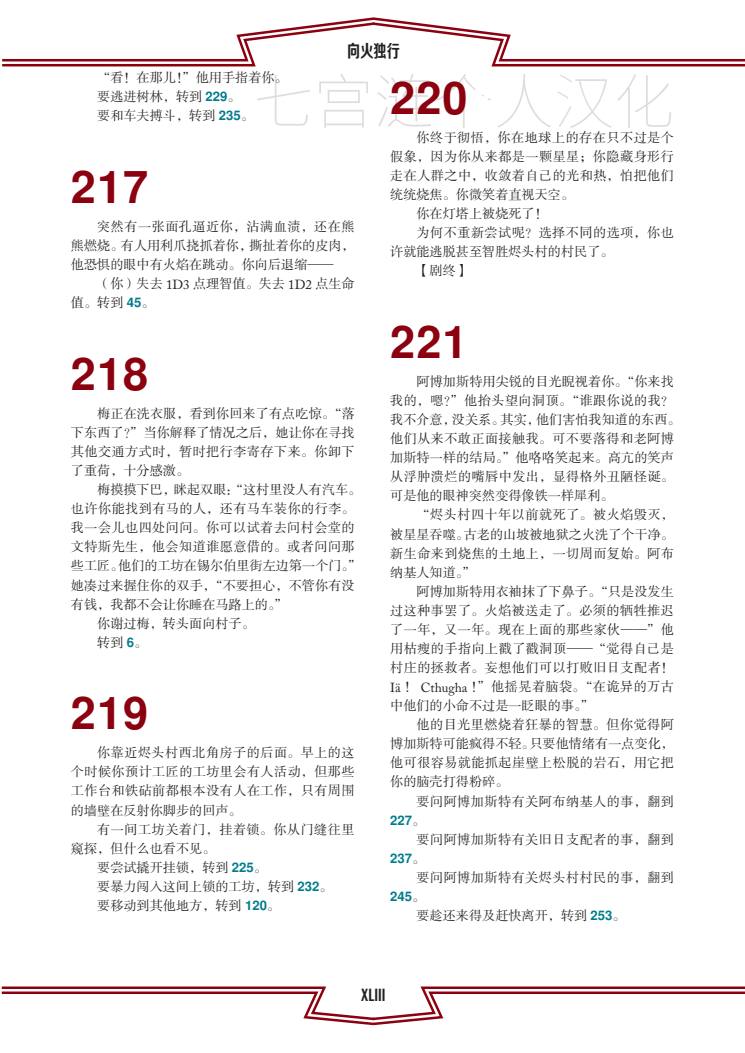 向火独行
七宫涟个人汉化
“看！在那儿！”他用手指着你。
要逃进树林，转到 229。
要和车夫搏斗，转到 235。
217
突然有一张面孔逼近你，沾满血渍，还在熊
熊燃烧。有人用利爪挠抓着你，撕扯着你的皮肉，
他恐惧的眼中有火焰在跳动。你向后退缩——
（你）失去 1D3 点理智值。失去 1D2 点生命
值。转到 45。
218
梅正在洗衣服，看到你回来了有点吃惊。“落
下东西了?”当你解释了情况之后，她让你在寻找
其他交通方式时，暂时把行李寄存下来。你卸下
了重荷，十分感激。
梅摸摸下巴，眯起双眼：“这村里没人有汽车。
也许你能找到有马的人，还有马车装你的行李。
我一会儿也四处问问。你可以试着去问村会堂的
文特斯先生，他会知道谁愿意借的。或者问问那
些工匠。他们的工坊在锡尔伯里街左边第一个门。”
她凑过来握住你的双手，“不要担心，不管你有没
有钱，我都不会让你睡在马路上的。”
你谢过梅，转头面向村子。
转到 6。
219
你靠近烬头村西北角房子的后面。早上的这
个时候你预计工匠的工坊里会有人活动，但那些
工作台和铁砧前都根本没有人在工作，只有周围
的墙壁在反射你脚步的回声。
有一间工坊关着门，挂着锁。你从门缝往里
窥探，但什么也看不见。
要尝试撬开挂锁，转到 225。
要暴力闯入这间上锁的工坊，转到 232。
要移动到其他地方，转到 120。
220
你终于彻悟，你在地球上的存在只不过是个
假象，因为你从来都是一颗星星；你隐藏身形行
走在人群之中，收敛着自己的光和热，怕把他们
统统烧焦。你微笑着直视天空。
你在灯塔上被烧死了！
为何不重新尝试呢？选择不同的选项，你也
许就能逃脱甚至智胜烬头村的村民了。
【剧终】
221
阿博加斯特用尖锐的目光睨视着你。“你来找
我的，嗯?”他抬头望向洞顶。“谁跟你说的我?
我不介意，没关系。其实，他们害怕我知道的东西。
他们从来不敢正面接触我。可不要落得和老阿博
加斯特一样的结局。”他咯咯笑起来。高亢的笑声
从浮肿溃烂的嘴唇中发出，显得格外丑陋怪诞。
可是他的眼神突然变得像铁一样犀利。
“烬头村四十年以前就死了。被火焰毁灭，
被星星吞噬。古老的山坡被地狱之火洗了个干净。
新生命来到烧焦的土地上，一切周而复始。阿布
纳基人知道。”
阿博加斯特用衣袖抹了下鼻子。“只是没发生
过这种事罢了。火焰被送走了。必须的牺牲推迟
了一年，又一年。现在上面的那些家伙——”他
用枯瘦的手指向上戳了戳洞顶——“觉得自己是
村庄的拯救者。妄想他们可以打败旧日支配者！
Iä！ Cthugha！”他摇晃着脑袋。“在诡异的万古
中他们的小命不过是一眨眼的事。”
他的目光里燃烧着狂暴的智慧。但你觉得阿
博加斯特可能疯得不轻。只要他情绪有一点变化，
他可很容易就能抓起崖壁上松脱的岩石，用它把
你的脑壳打得粉碎。
要问阿博加斯特有关阿布纳基人的事，翻到
227。
要问阿博加斯特有关旧日支配者的事，翻到
237。
要问阿博加斯特有关烬头村村民的事，翻到
245。
要趁还来得及赶快离开，转到 253。
XLIII